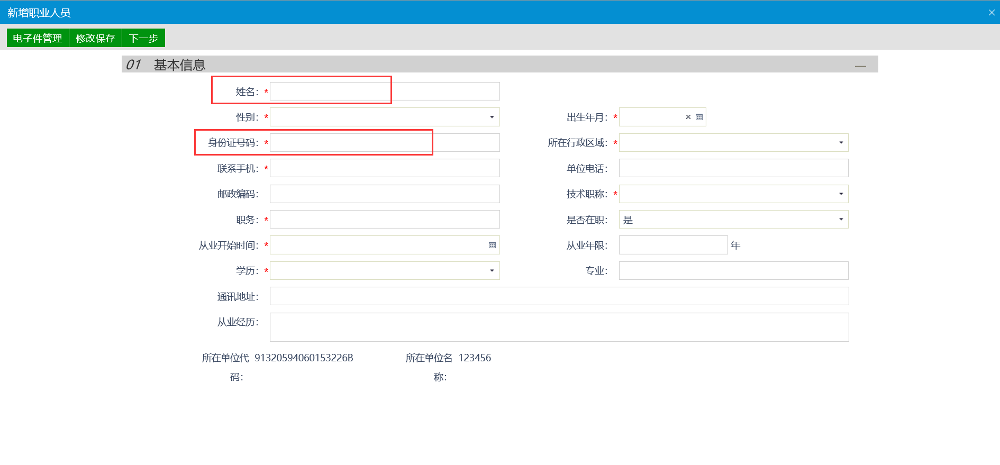 新增职业人员
电子件管理 修改保存 下一步
01 基本信息
姓名：*
性别：* 出生年月：*
身份证号码：* 所在行政区域：*
联系手机：* 单位电话：
邮政编码： 技术职称：*
职务：* 是否在职： 是
从业开始时间：* 从业年限： 年
学历：* 专业：
通讯地址：
从业经历：
所在单位代 91320594060153226B 所在单位名 123456
码： 称：